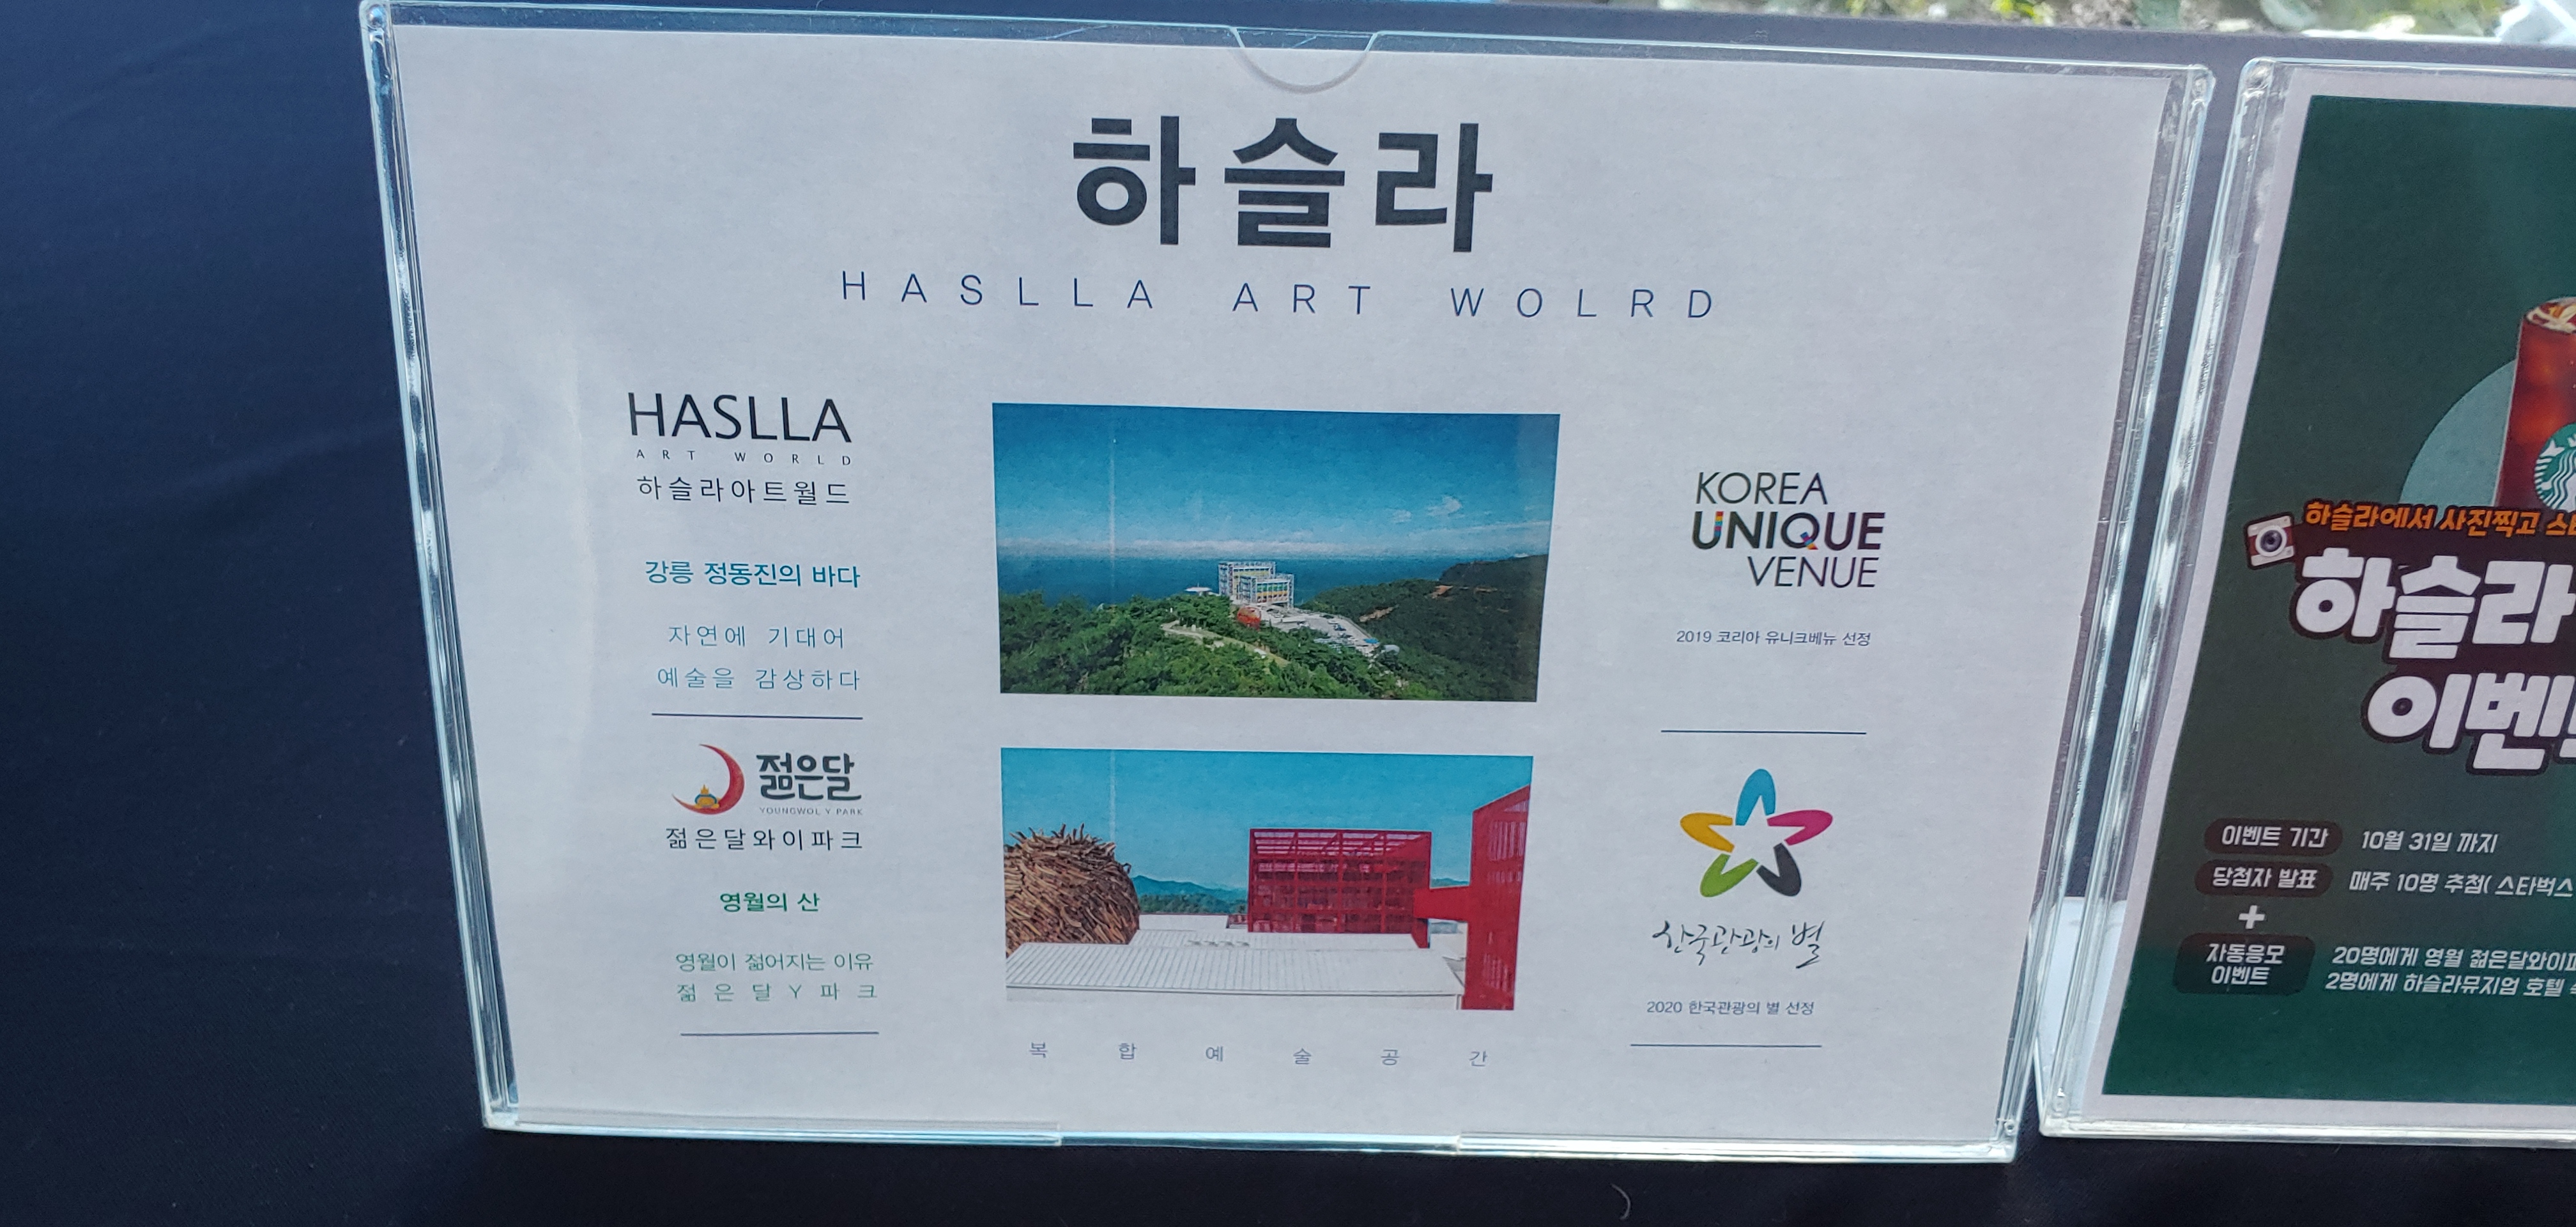 하슬라
HASLLA ART WOLRD
HASLLA
ART WORLD
하슬라아트월드
강릉 정동진의 바다
자연에 기대어
예술을 감상하다
젊은달
YOUNGWOL Y PARK
젊은달와이파크
영월의 산
영월이 젊어지는 이유
젊은달Y파크
복합예술공간
KOREA
UNIQUE
VENUE
2019 코리아 유니크베뉴 선정
한국관광의 별
2020 한국관광의 별 선정
하슬라에서 사진찍고
하슬라
이벤
이벤트 기간 10월 31일 까지
당첨자 발표 매주 10명 추첨( 스타벅스
+
자동응모
이벤트
20명에게 영월 젊은달와이
2명에게 하슬라뮤지엄 호텔